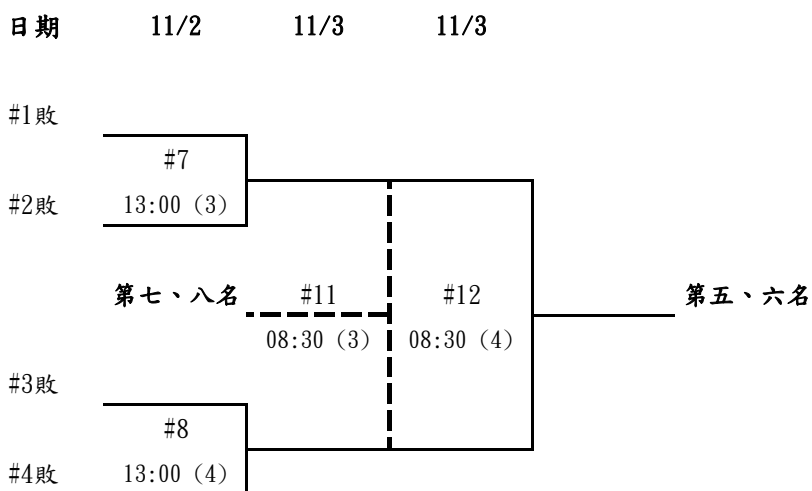 日期 11/2 11/3 11/3
#1敗
#7
#2敗 13:00 (3)
第七、八名 #11 #12 第五、六名
08:30 (3) 08:30 (4)
#3敗
#8
#4敗 13:00 (4)